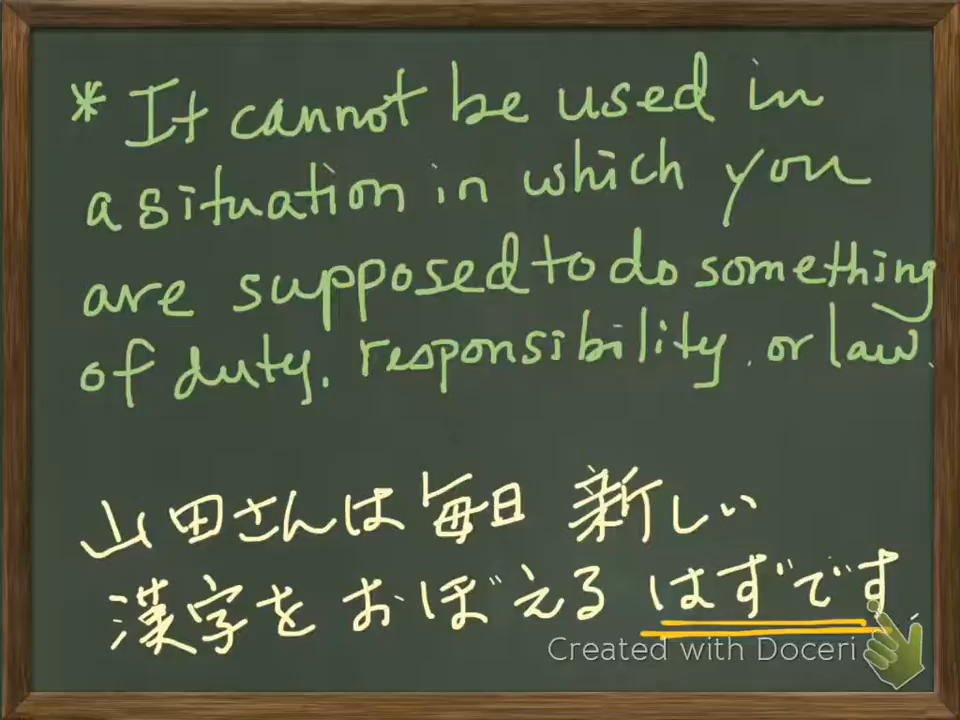 * It cannot be used in
a situation in which you
are supposed to do something
of duty, responsibility, or law.
山田さんは毎日 新しい
漢字を おぼえる はずです.
Created with Doceri